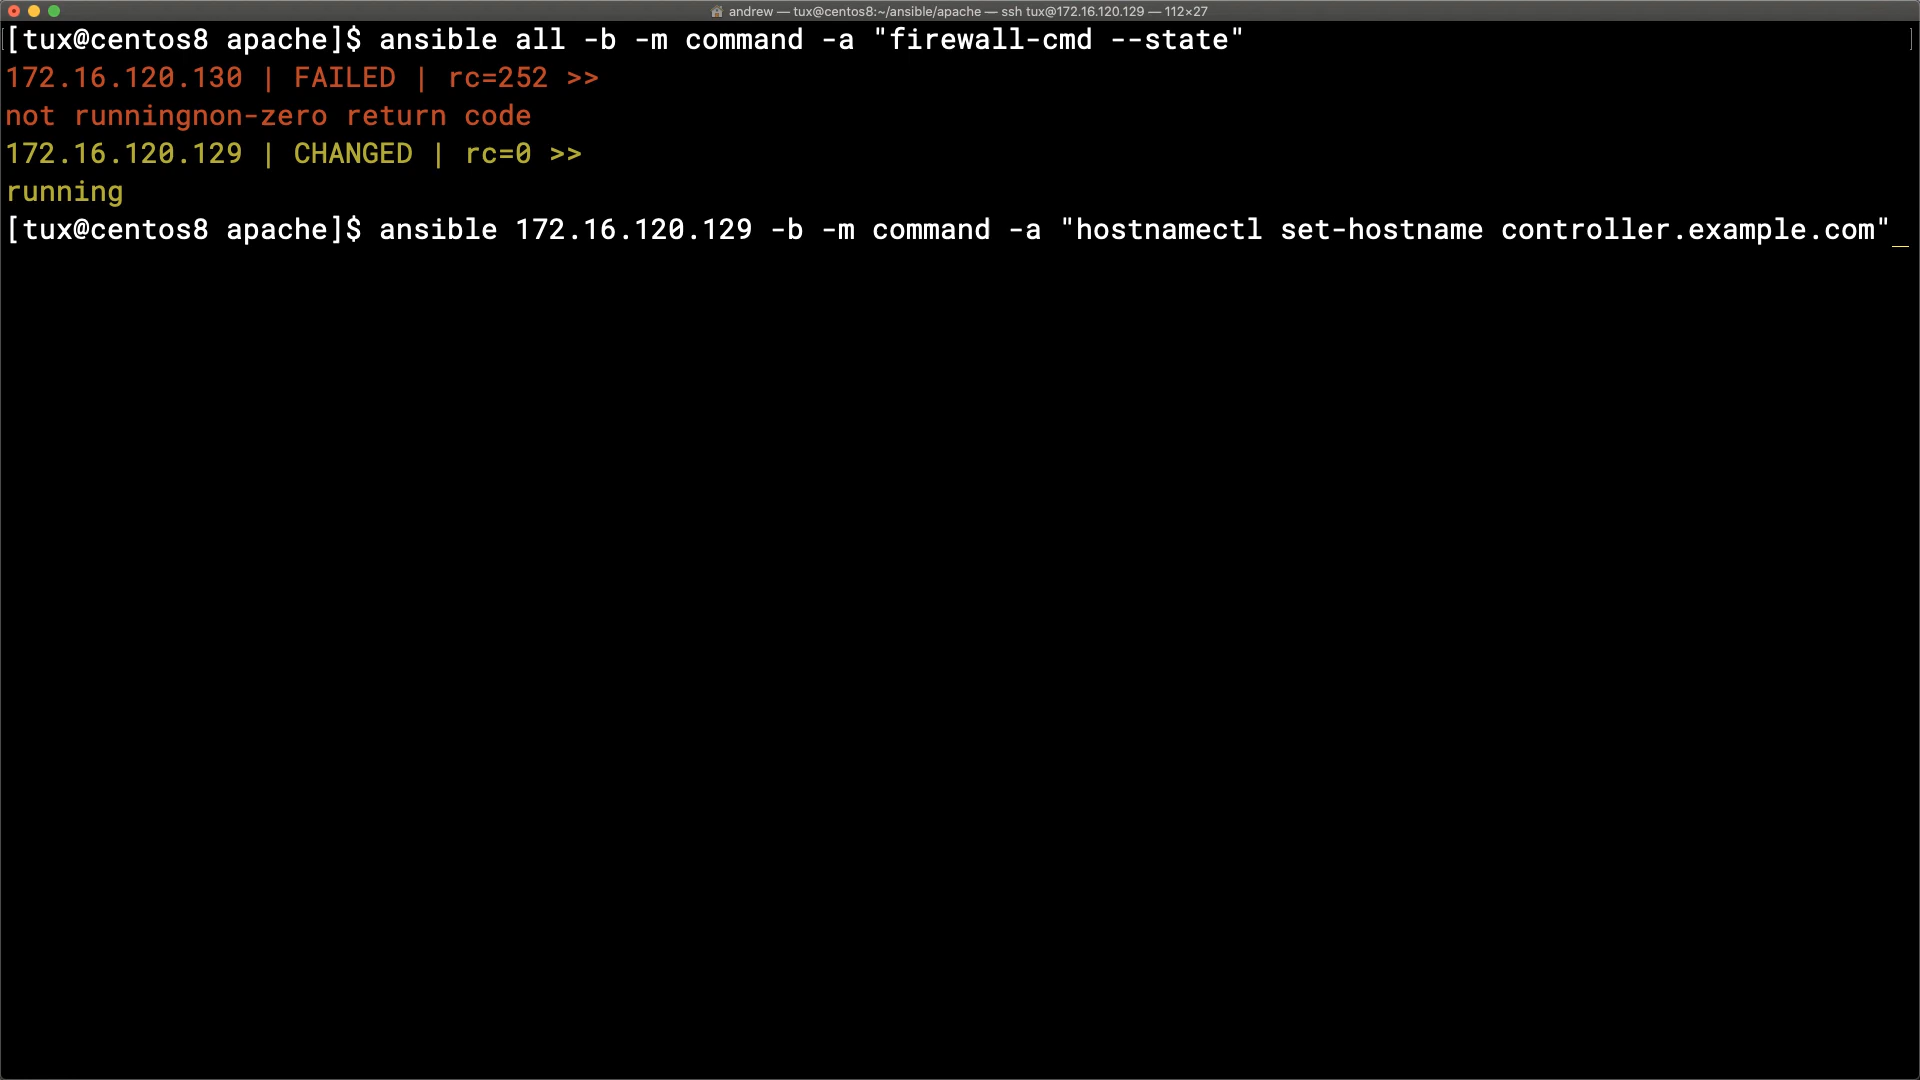 andrew — tux@centos8:~/ansible/apache — ssh tux@172.16.120.129 — 112×27
[tux@centos8 apache]$ ansible all -b -m command -a "firewall-cmd --state"
172.16.120.130 | FAILED | rc=252 >>
not runningnon-zero return code
172.16.120.129 | CHANGED | rc=0 >>
running
[tux@centos8 apache]$ ansible 172.16.120.129 -b -m command -a "hostnamectl set-hostname controller.example.com"